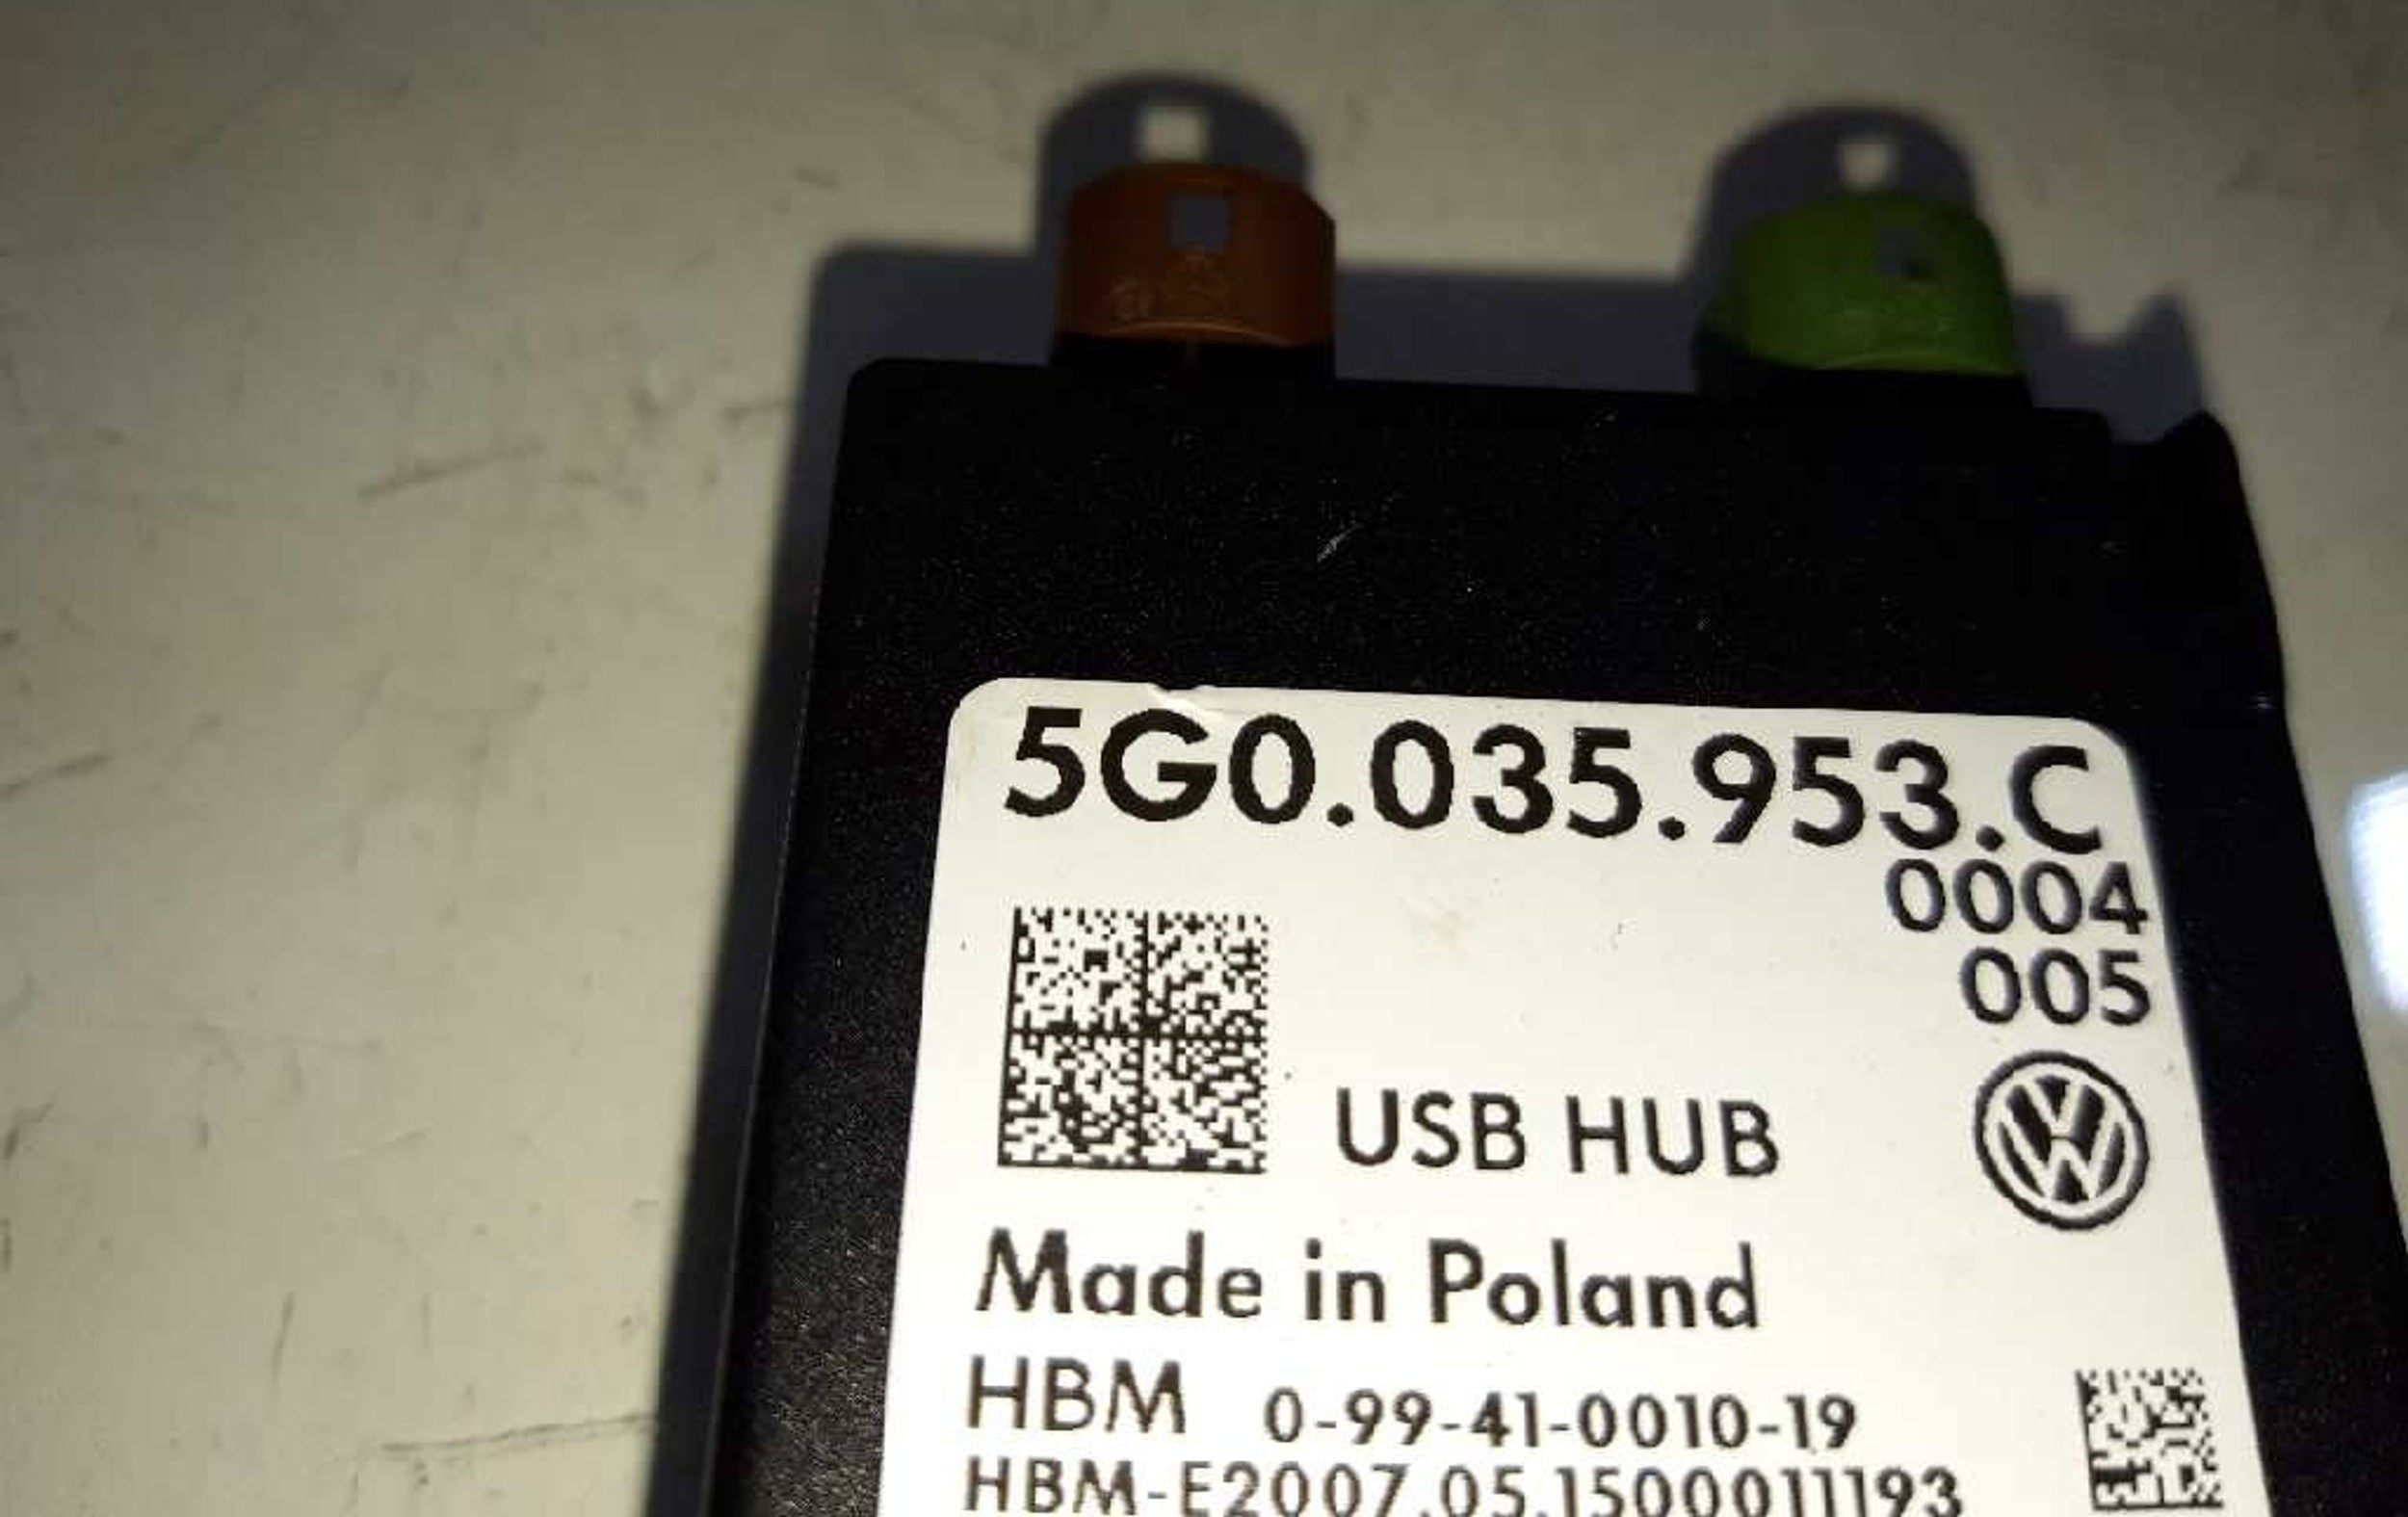 5G0.035.953.C
0004
005
USB HUB
Made in Poland
HBM 0-99-41-0010-19
HBM-E2007.05.1500011193